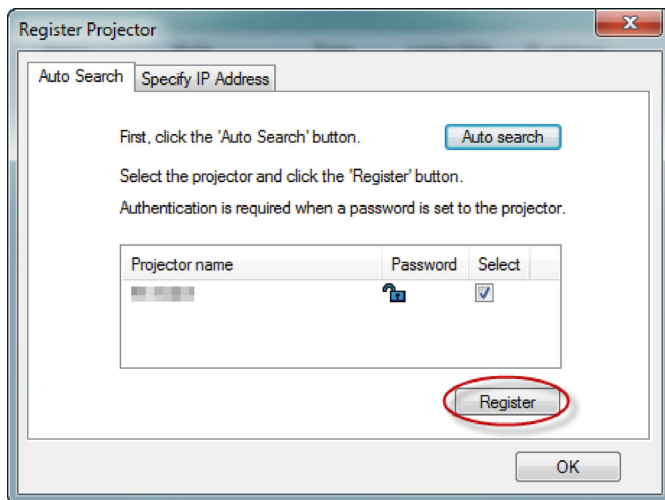 Register Projector
Auto Search
Specify IP Address
First, click the 'Auto Search' button.
Auto search
Select the projector and click the 'Register' button.
Authentication is required when a password is set to the projector.
Projector name Password Select
Register
OK